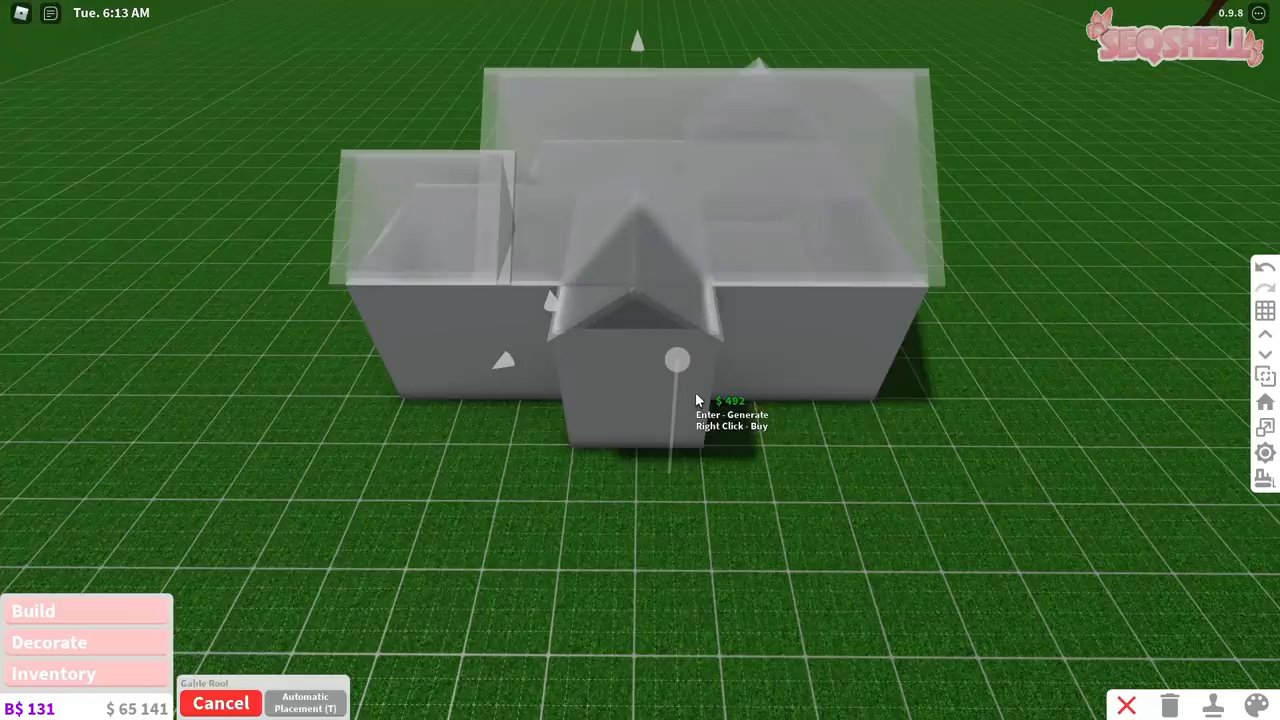 Tue. 6:13 AM
0.9.8
SEQSHELL
$ 492
Enter - Generate
Right Click - Buy
Build
Decorate
Inventory
B$ 131
$ 65 141
Gable Roof
Cancel
Automatic
Placement (T)